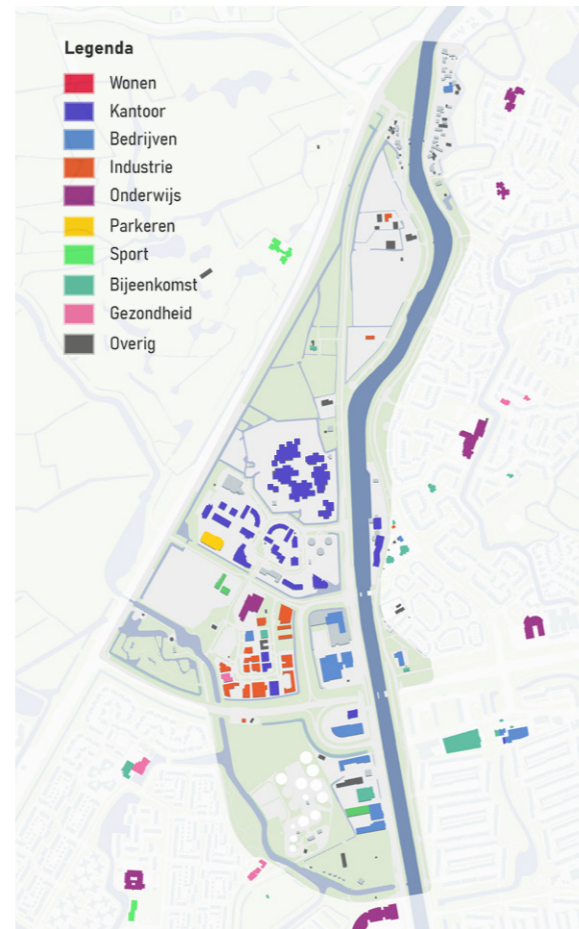 Legenda
Wonen
Kantoor
Bedrijven
Industrie
Onderwijs
Parkeren
Sport
Bijeenkomst
Gezondheid
Overig